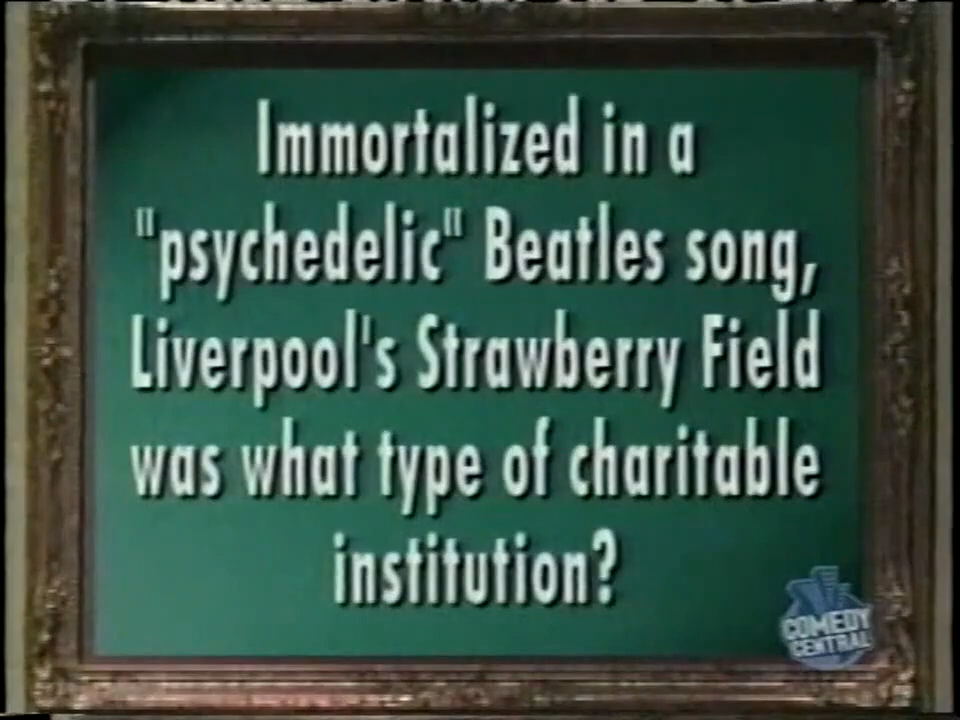 Immortalized in a
"psychedelic" Beatles song,
Liverpool's Strawberry Field
was what type of charitable
institution?
COMEDY
CENTRAL